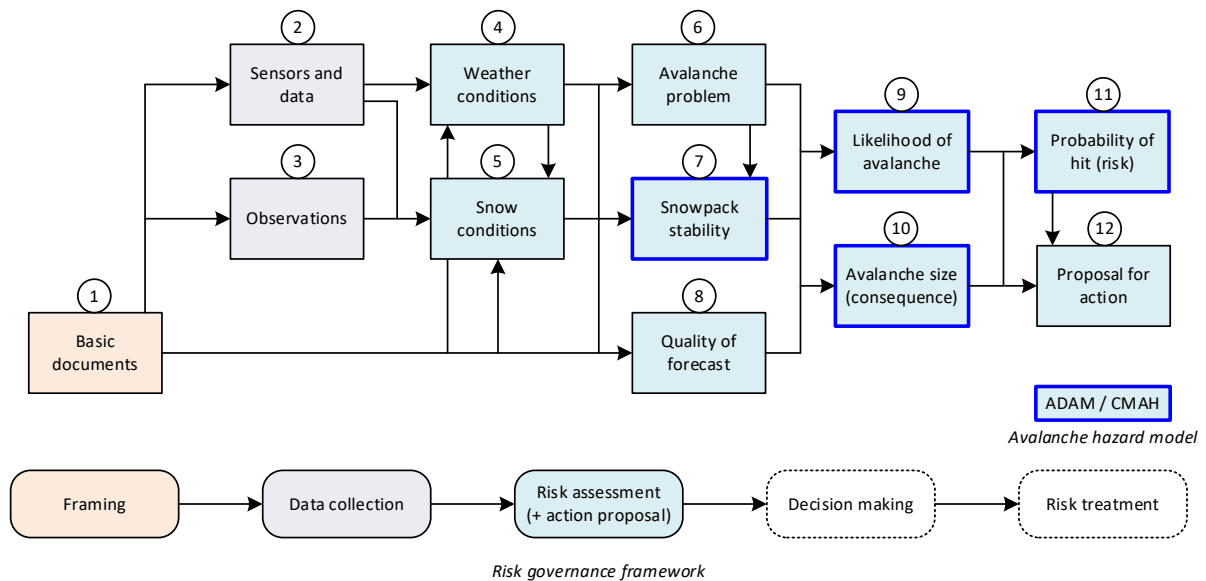 2
Sensors and
data
4
Weather
conditions
6
Avalanche
problem
9
Likelihood of
avalanche
11
Probability of
hit (risk)
3
Observations
5
Snow
conditions
7
Snowpack
stability
10
Avalanche size
(consequence)
12
Proposal for
action
1
Basic
documents
8
Quality of
forecast
ADAM / CMAH
Avalanche hazard model
Framing
Data collection
Risk assessment
(+ action proposal)
Decision making
Risk treatment
Risk governance framework